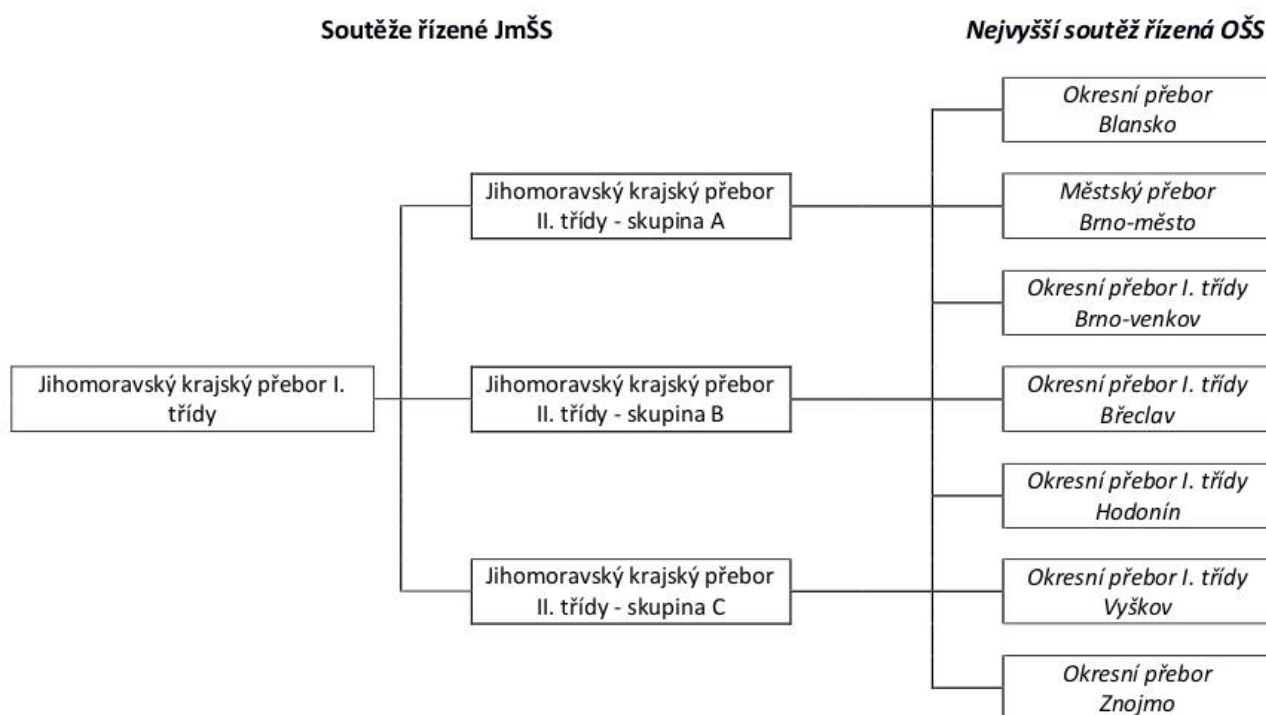 Soutěže řízené JmŠS
Nejvyšší soutěž řízená OŠS
Okresní přebor
Blansko
Jihomoravský krajský přebor
II. třídy - skupina A
Městský přebor
Brno-město
Okresní přebor I. třídy
Brno-venkov
Jihomoravský krajský přebor I.
třídy
Jihomoravský krajský přebor
II. třídy - skupina B
Okresní přebor I. třídy
Břeclav
Okresní přebor I. třídy
Hodonín
Jihomoravský krajský přebor
II. třídy - skupina C
Okresní přebor I. třídy
Vyškov
Okresní přebor
Znojmo